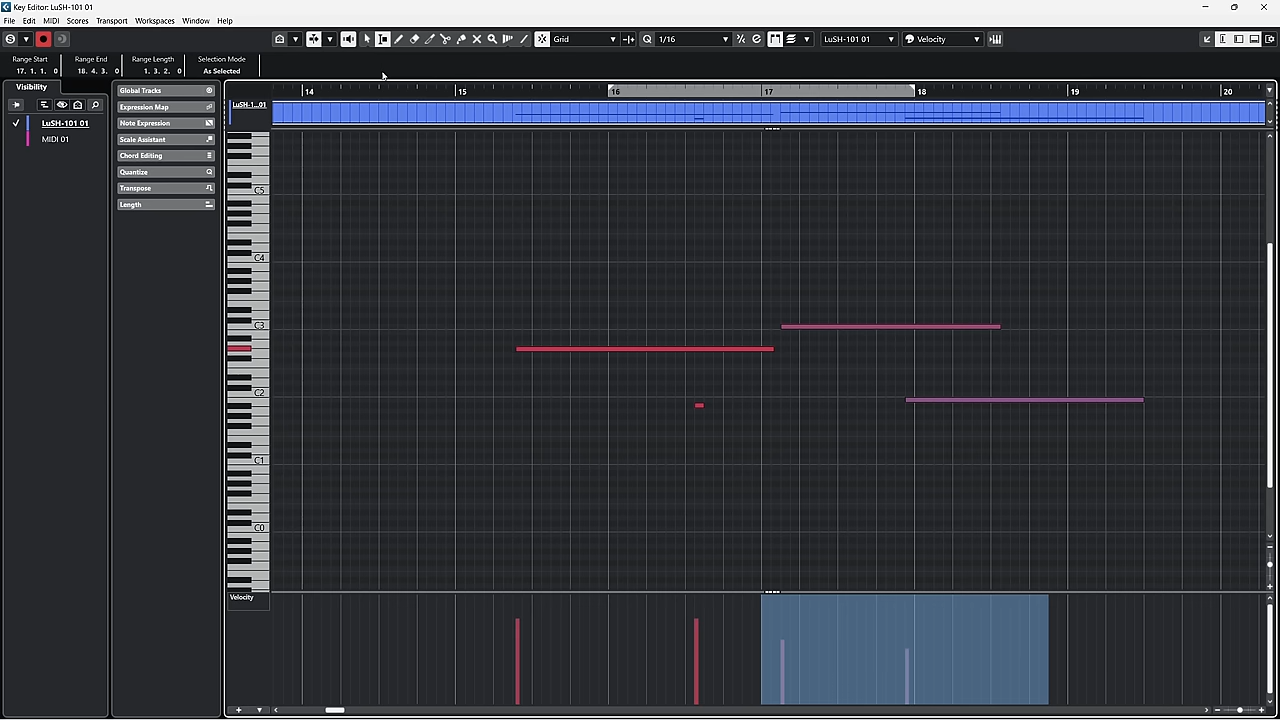 Key Editor: LuSH-101 01
File Edit MIDI Scores Transport Workspaces Window Help
Grid 1/16 LuSH-101 01 Velocity
Range Start Range End Range Length Selection Mode
17. 1. 1. 0 18. 4. 3. 0 1. 3. 2. 0 As Selected
Visibility
LuSH-101 01
MIDI 01
Global Tracks
Expression Map
Note Expression
Scale Assistant
Chord Editing
Quantize
Transpose
Length
14 15 16 17 18 19 20
LuSH-1...01
C5
C4
C3
C2
C1
C0
Velocity